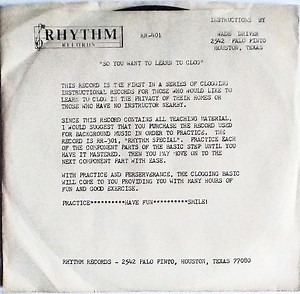 RHYTHM
RECORDS
RR-401
INSTRUCTIONS BY
WADE DRIVER
2542 PALO PINTO
HOUSTON, TEXAS
"SO YOU WANT TO LEARN TO CLOG"
THIS RECORD IS THE FIRST IN A SERIES OF CLOGGING
INSTRUCTIONAL RECORDS FOR THOSE WHO WOULD LIKE TO
LEARN TO CLOG IN THE PRIVACY OF THEIR HOMES OR
THOSE WHO HAVE NO INSTRUCTOR NEARBY.
SINCE THIS RECORD CONTAINS ALL TEACHING MATERIAL,
I WOULD SUGGEST THAT YOU PURCHASE THE RECORD USED
FOR BACKGROUND MUSIC IN ORDER TO PRACTICE. THE
RECORD IS RR-301, "RHYTHM SPECIAL". PRACTICE EACH
OF THE COMPONENT PARTS OF THE BASIC STEP UNTIL YOU
HAVE IT MASTERED. THEN YOU MAY MOVE ON TO THE
NEXT COMPONENT PART WITH EASE.
WITH PRACTICE AND PERSERVERANCE, THE CLOGGING BASIC
WILL COME TO YOU PROVIDING YOU WITH MANY HOURS OF
FUN AND GOOD EXERCISE.
PRACTICE**********HAVE FUN**********SMILE!
RHYTHM RECORDS - 2542 PALO PINTO, HOUSTON, TEXAS 77080